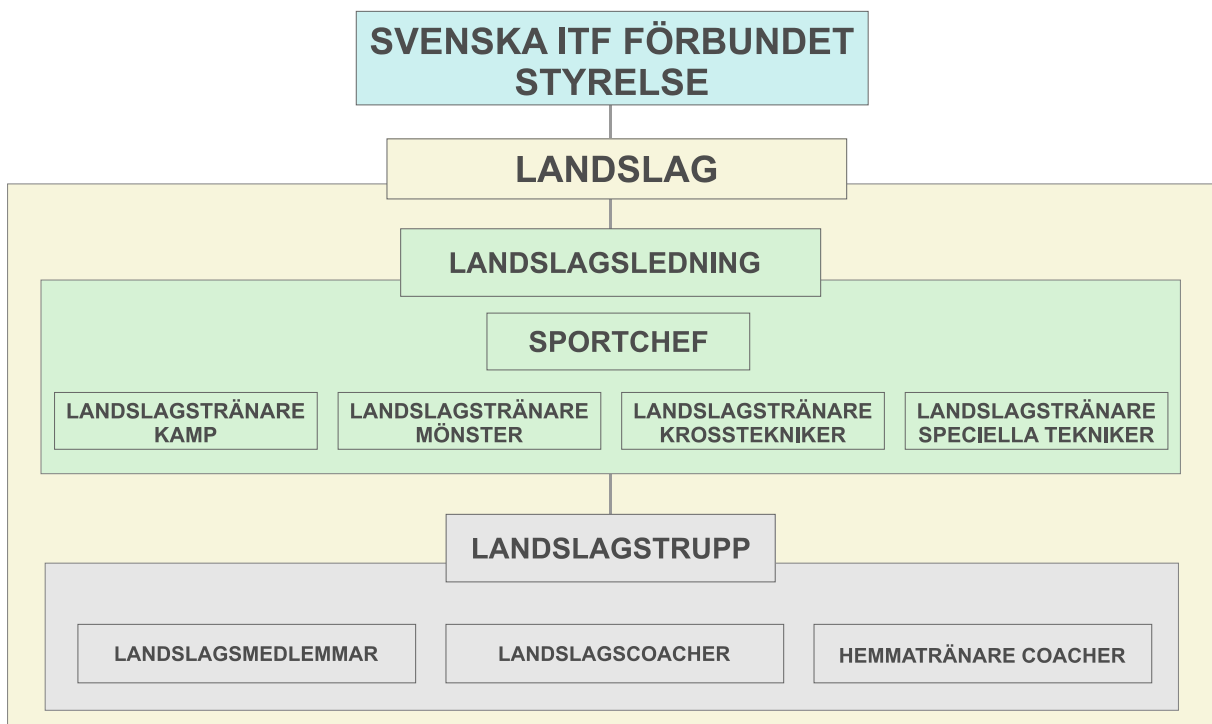 SVENSKA ITF FÖRBUNDET
STYRELSE
LANDSLAG
LANDSLAGSLEDNING
SPORTCHEF
LANDSLAGSTRÄNARE
KAMP
LANDSLAGSTRÄNARE
MÖNSTER
LANDSLAGSTRÄNARE
KROSSTEKNIKER
LANDSLAGSTRÄNARE
SPECIELLA TEKNIKER
LANDSLAGSTRUPP
LANDSLAGSMEDLEMMAR
LANDSLAGSCOACHER
HEMMATRÄNARE COACHER